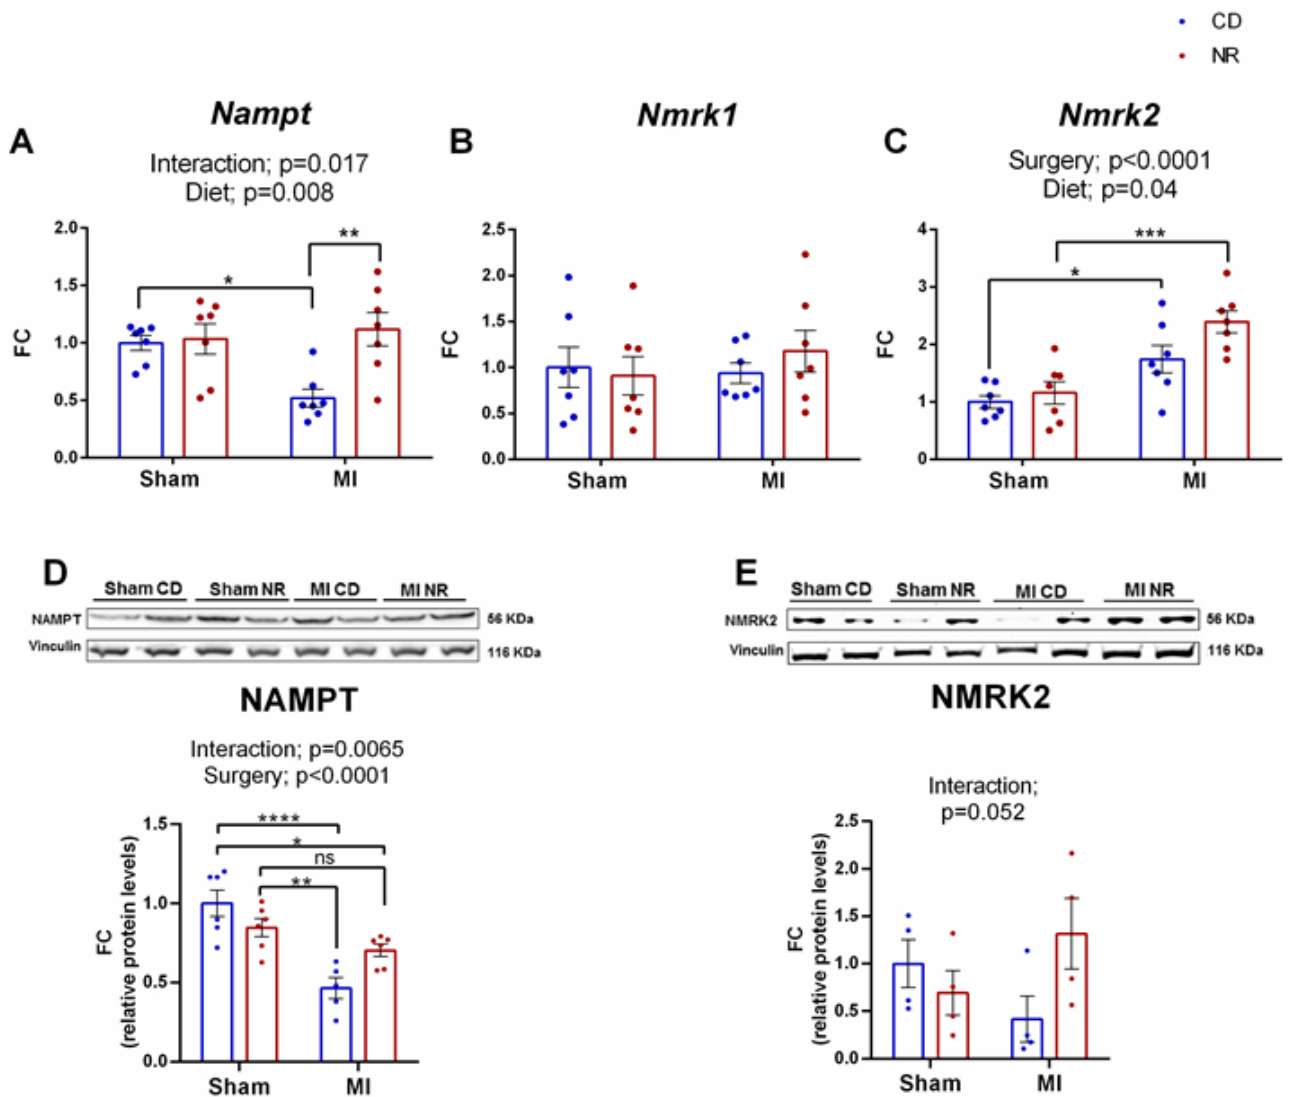 CD
NR
A
Nampt
Interaction; p=0.017
Diet; p=0.008
FC
2.0
1.5
1.0
0.5
0.0
*
**
Sham
MI
B
Nmrk1
FC
2.5
2.0
1.5
1.0
0.5
0.0
Sham
MI
C
Nmrk2
Surgery; p<0.0001
Diet; p=0.04
FC
4
3
2
1
0
*
***
Sham
MI
D
Sham CD Sham NR MI CD MI NR
NAMPT 56 KDa
Vinculin 116 KDa
NAMPT
Interaction; p=0.0065
Surgery; p<0.0001
FC
(relative protein levels)
1.5
1.0
0.5
0.0
****
*
ns
**
Sham
MI
E
Sham CD Sham NR MI CD MI NR
NMRK2 56 KDa
Vinculin 116 KDa
NMRK2
Interaction;
p=0.052
FC
(relative protein levels)
2.5
2.0
1.5
1.0
0.5
0.0
Sham
MI